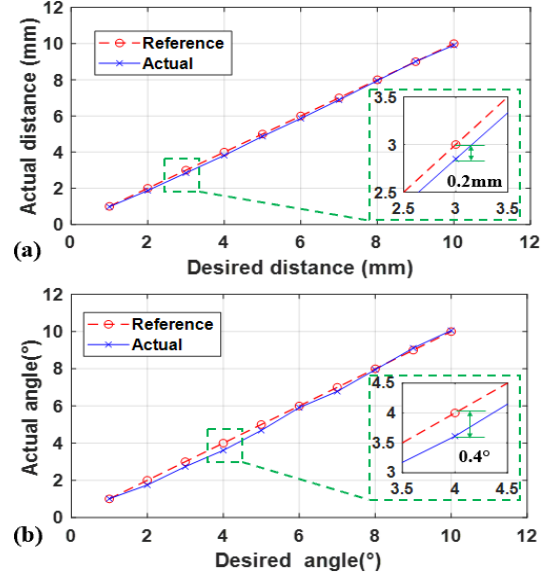 Actual distance (mm)
12
10
8
6
4
2
0
Reference
Actual
3.5
3
2.5
2.5 3 3.5
0.2mm
0 2 4 6 8 10 12
Desired distance (mm)
(a)
Actual angle(°)
12
10
8
6
4
2
0
Reference
Actual
4.5
4
3.5
3
3.5 4 4.5
0.4°
0 2 4 6 8 10 12
Desired angle(°)
(b)